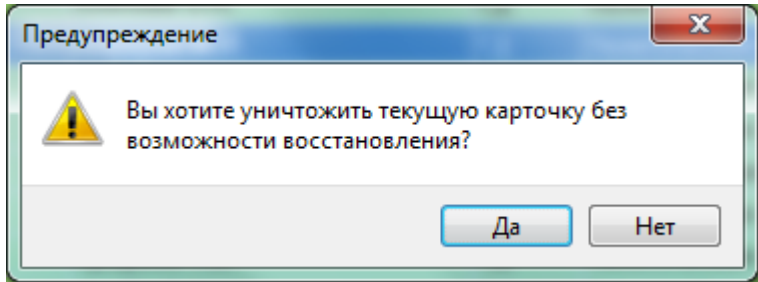 Предупреждение
Вы хотите уничтожить текущую карточку без
возможности восстановления?
Да
Нет